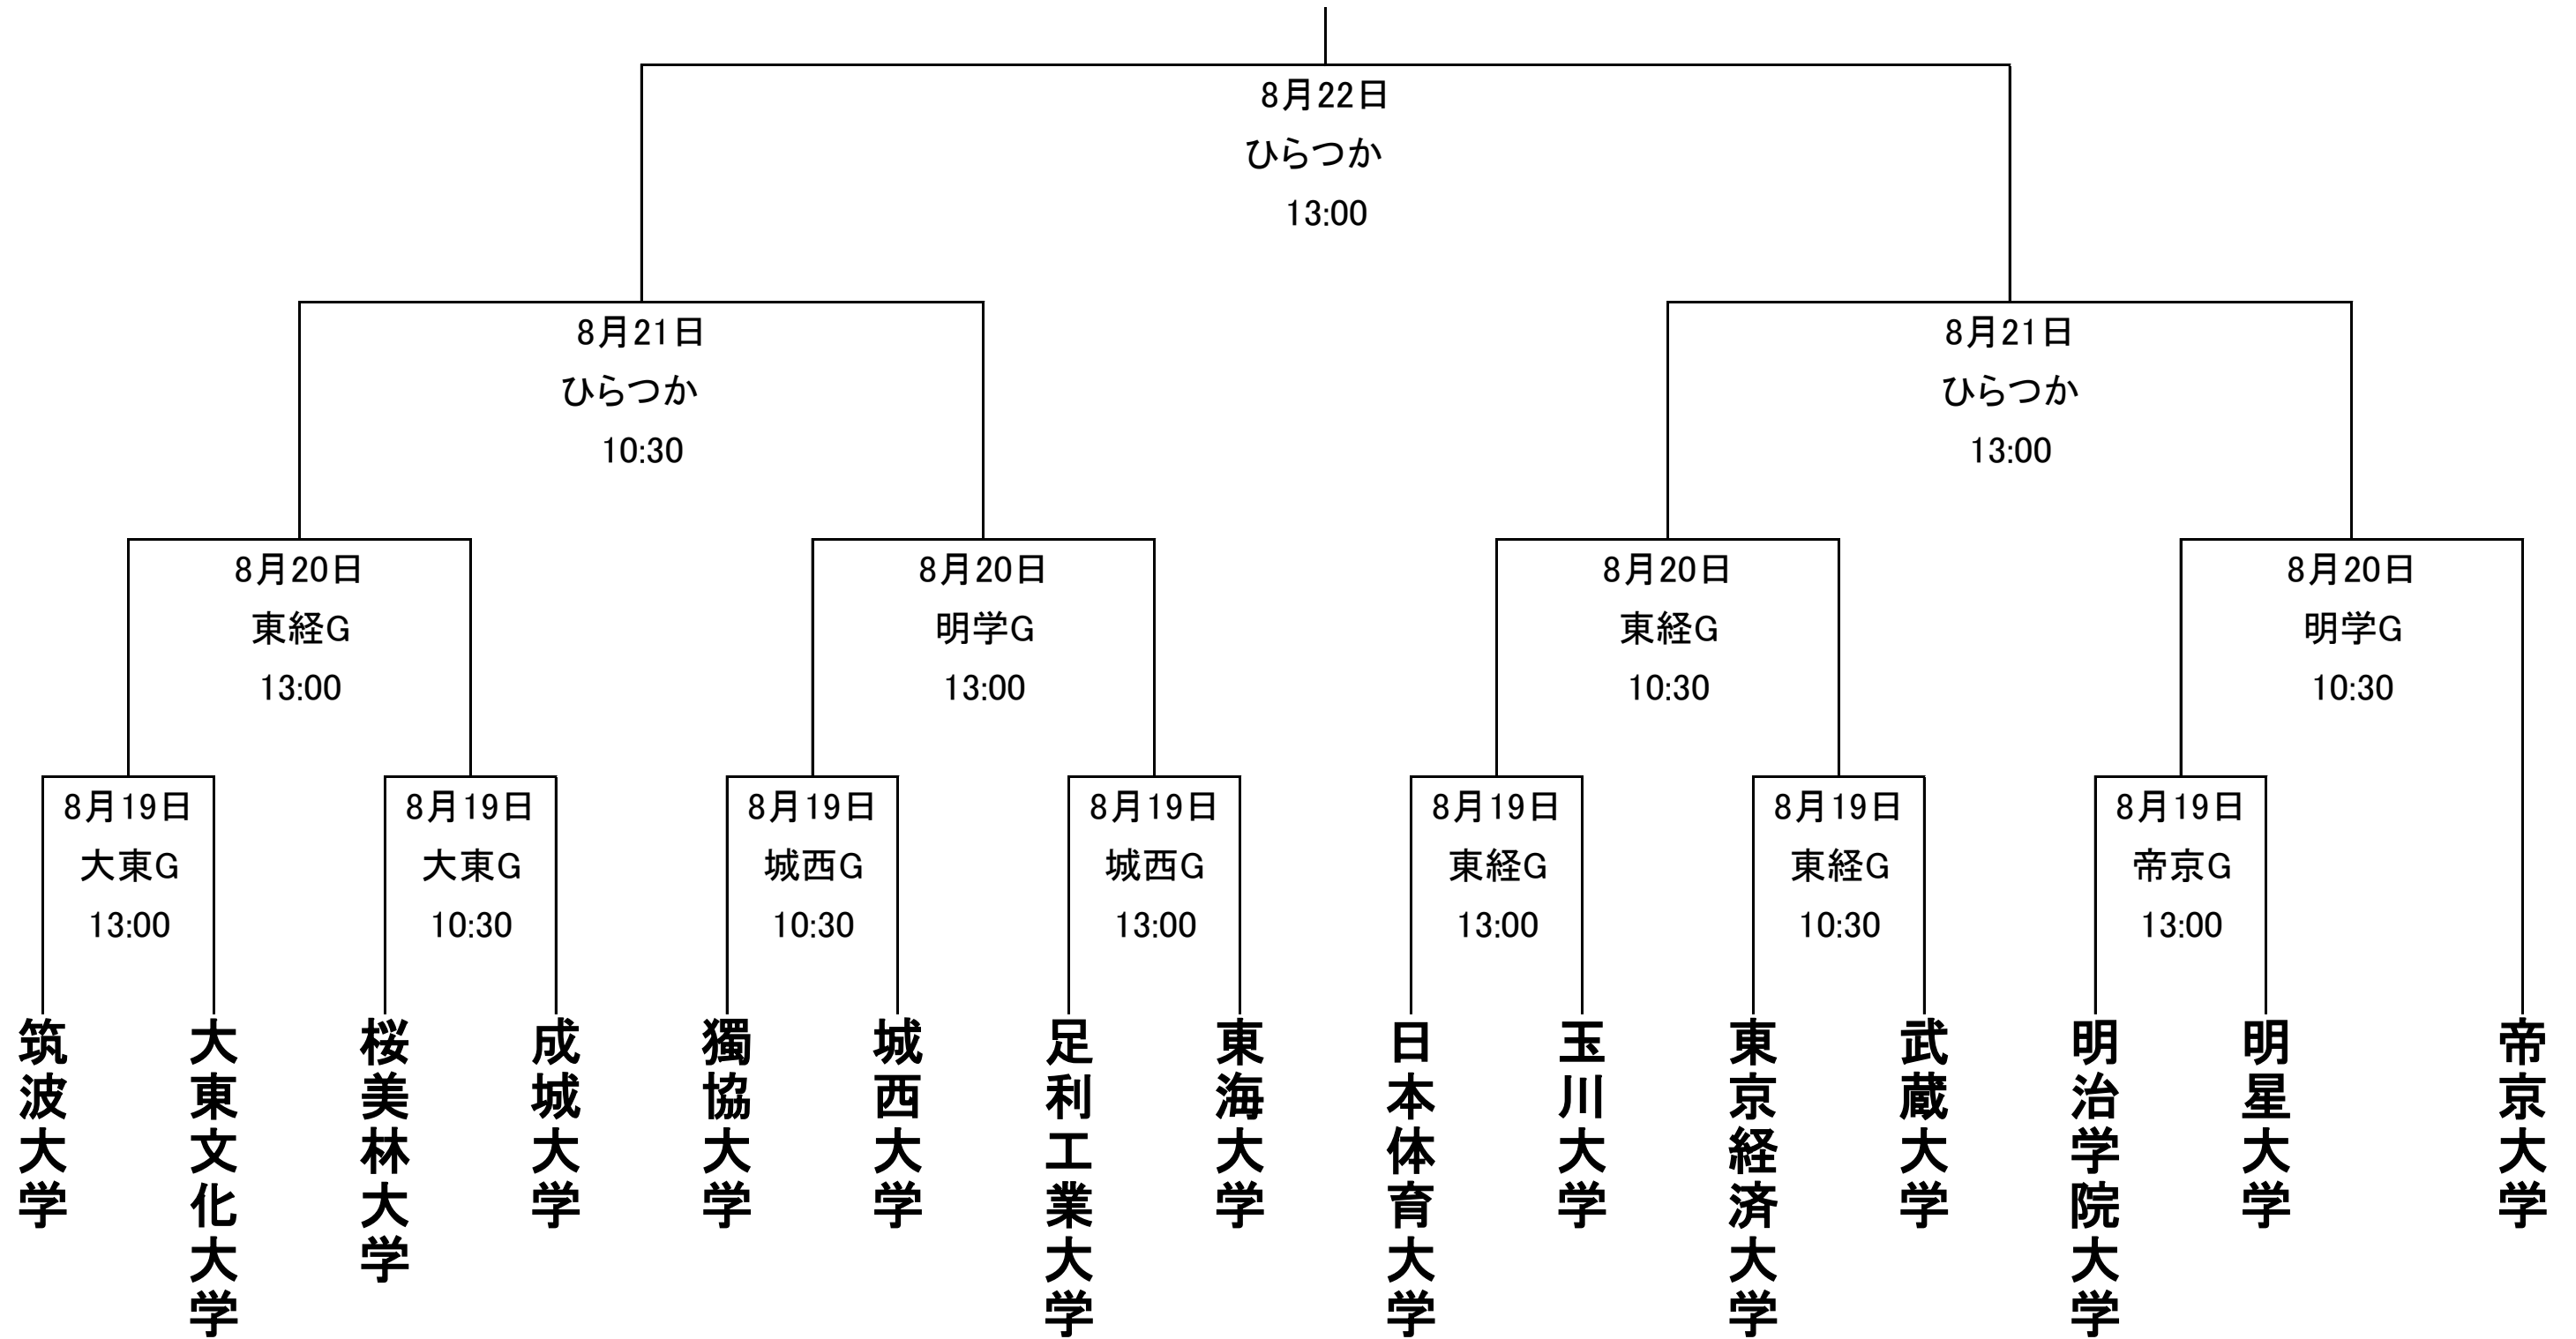 8月22日
ひらつか
13:00
8月21日
ひらつか
10:30
8月21日
ひらつか
13:00
8月20日
東経G
13:00
8月20日
明学G
13:00
8月20日
東経G
10:30
8月20日
明学G
10:30
8月19日
大東G
13:00
8月19日
大東G
10:30
8月19日
城西G
10:30
8月19日
城西G
13:00
8月19日
東経G
13:00
8月19日
東経G
10:30
8月19日
帝京G
13:00
筑波大学
大東文化大学
桜美林大学
成城大学
獨協大学
城西大学
足利工業大学
東海大学
日本体育大学
玉川大学
東京経済大学
武蔵大学
明治学院大学
明星大学
帝京大学